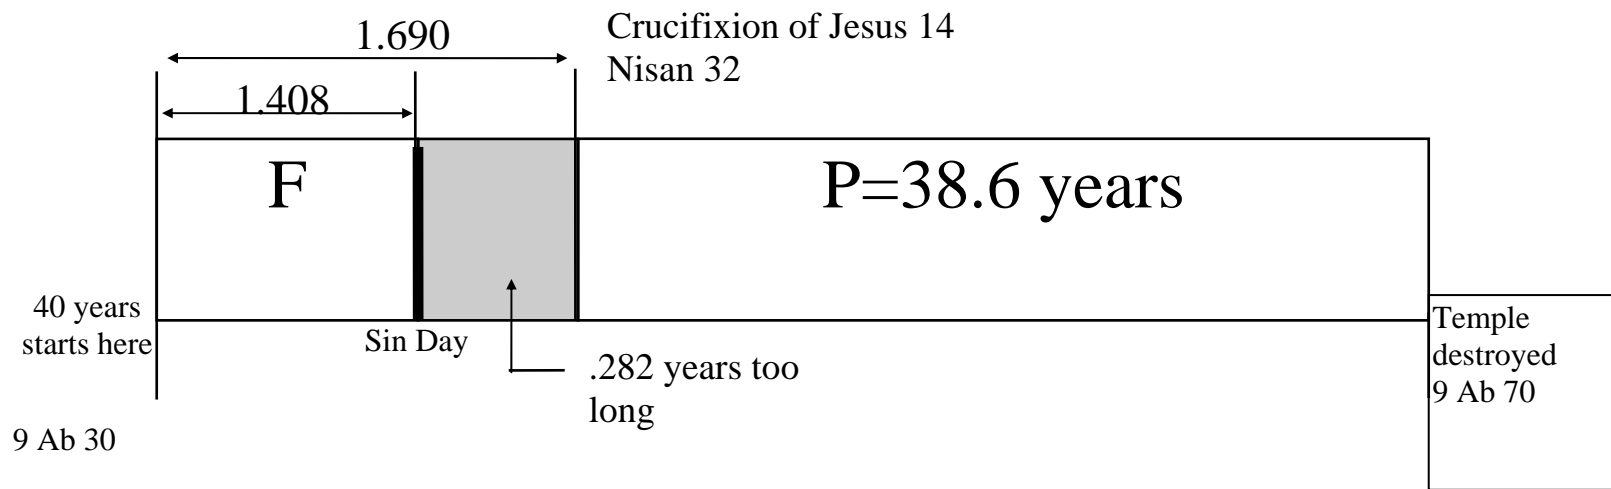 1.690
Crucifixion of Jesus 14
Nisan 32
1.408
F
P=38.6 years
40 years
starts here
Sin Day
.282 years too
long
Temple
destroyed
9 Ab 70
9 Ab 30